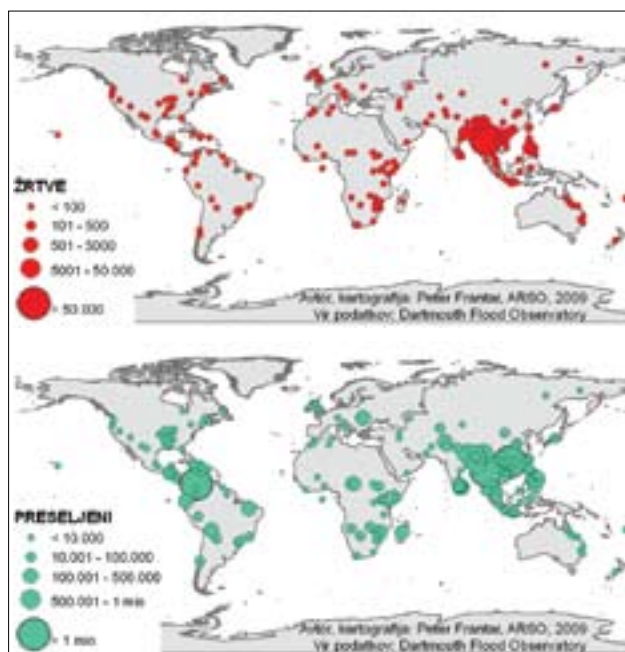 ŽRTVE
< 100
101 - 500
501 - 5000
5001 - 50.000
> 50.000
Avtor, kartografija: Peter Frantar, ARSO, 2009
Vir podatkov: Dartmouth Flood Observatory
PRESELJENI
< 10.000
10.001 - 100.000
100.001 - 500.000
500.001 - 1 mio
> 1 mio
Avtor, kartografija: Peter Frantar, ARSO, 2009
Vir podatkov: Dartmouth Flood Observatory